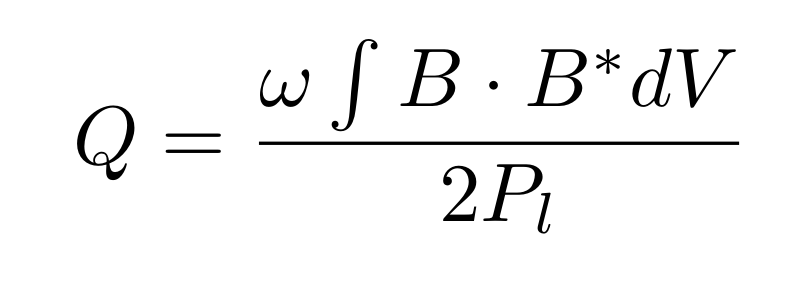 Q = \frac{\omega \int B \cdot B^* dV}{2P_l}